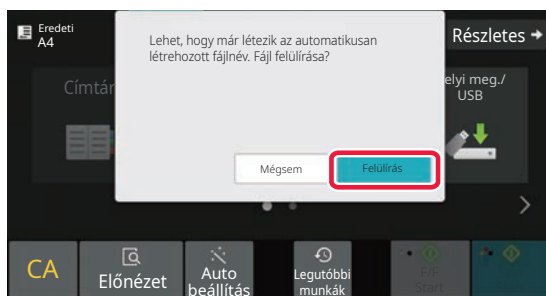 Eredeti
A4
Lehet, hogy már létezik az automatikusan
létrehozott fájlnév. Fájl felülírása?
Részletes
Címtár
elyi meg./
USB
Mégsem
Felülírás
CA
Előnézet
Auto
beállítás
Legutóbbi
munkák
F/F
Start